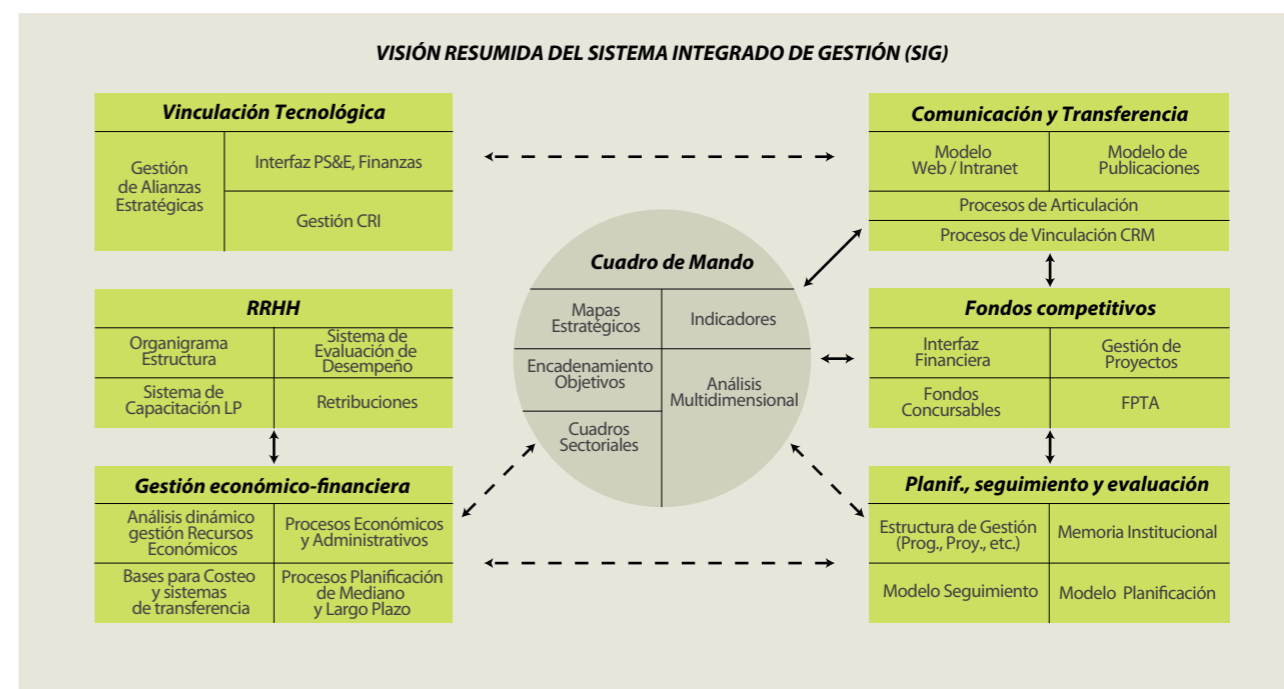 VISIÓN RESUMIDA DEL SISTEMA INTEGRADO DE GESTIÓN (SIG)
Vinculación Tecnológica
Gestión
de Alianzas
Estratégicas
Interfaz PS&E, Finanzas
Gestión CRI
Comunicación y Transferencia
Modelo
Web / Intranet
Modelo de
Publicaciones
Procesos de Articulación
Procesos de Vinculación CRM
Cuadro de Mando
Mapas
Estratégicos
Indicadores
Encadenamiento
Objetivos
Análisis
Multidimensional
Cuadros
Sectoriales
RRHH
Organigrama
Estructura
Sistema de
Evaluación de
Desempeño
Sistema de
Capacitación LP
Retribuciones
Fondos competitivos
Interfaz
Financiera
Gestión de
Proyectos
Fondos
Concursables
FPTA
Gestión económico-financiera
Análisis dinámico
gestión Recursos
Económicos
Procesos Económicos
y Administrativos
Bases para Costeo
y sistemas
de transferencia
Procesos Planificación
de Mediano
y Largo Plazo
Planif., seguimiento y evaluación
Estructura de Gestión
(Prog., Proy., etc.)
Memoria Institucional
Modelo Seguimiento
Modelo Planificación